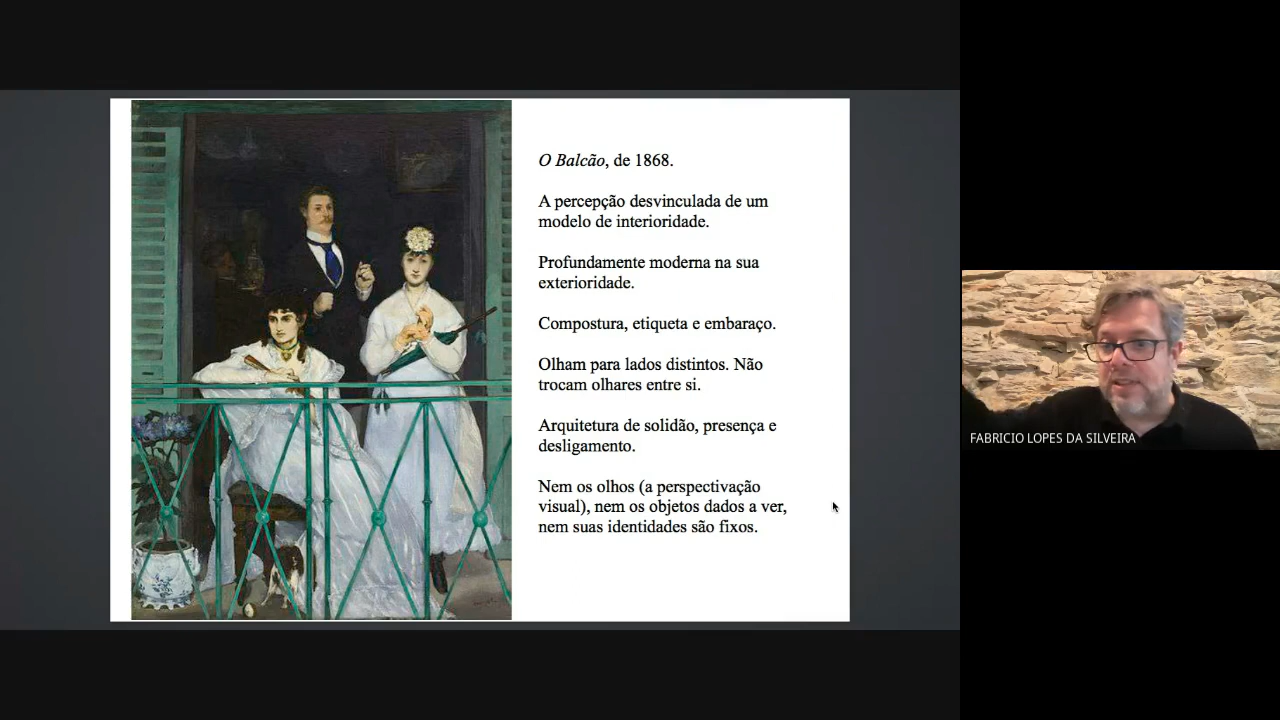 O Balcão, de 1868.
A percepção desvinculada de um
modelo de interioridade.
Profundamente moderna na sua
exterioridade.
Compostura, etiqueta e embaraço.
Olham para lados distintos. Não
trocam olhares entre si.
Arquitetura de solidão, presença e
desligamento.
Nem os olhos (a perspectivação
visual), nem os objetos dados a ver,
nem suas identidades são fixos.
FABRICIO LOPES DA SILVEIRA